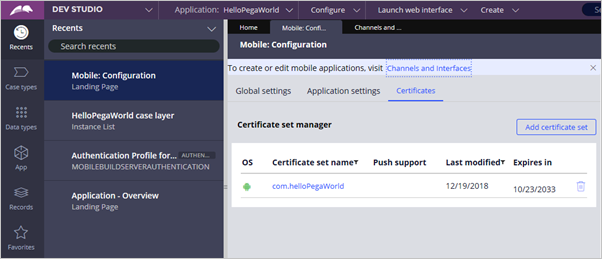 DEV STUDIO
Application: HelloPegaWorld
Configure
Launch web interface
Create
Recents
Case types
Data types
App
Records
Favorites
Recents
Search recents
Mobile: Configuration
Landing Page
HelloPegaWorld case layer
Instance List
Authentication Profile for... AUTHEN...
MOBILEBUILDSERVERAUTHENTICATION
Application - Overview
Landing Page
Home
Mobile: Confi...
Channels and ...
Mobile: Configuration
To create or edit mobile applications, visit Channels and Interfaces
Global settings Application settings Certificates
Certificate set manager
Add certificate set
OS Certificate set name Push support Last modified Expires in
com.helloPegaWorld 12/19/2018 10/23/2033